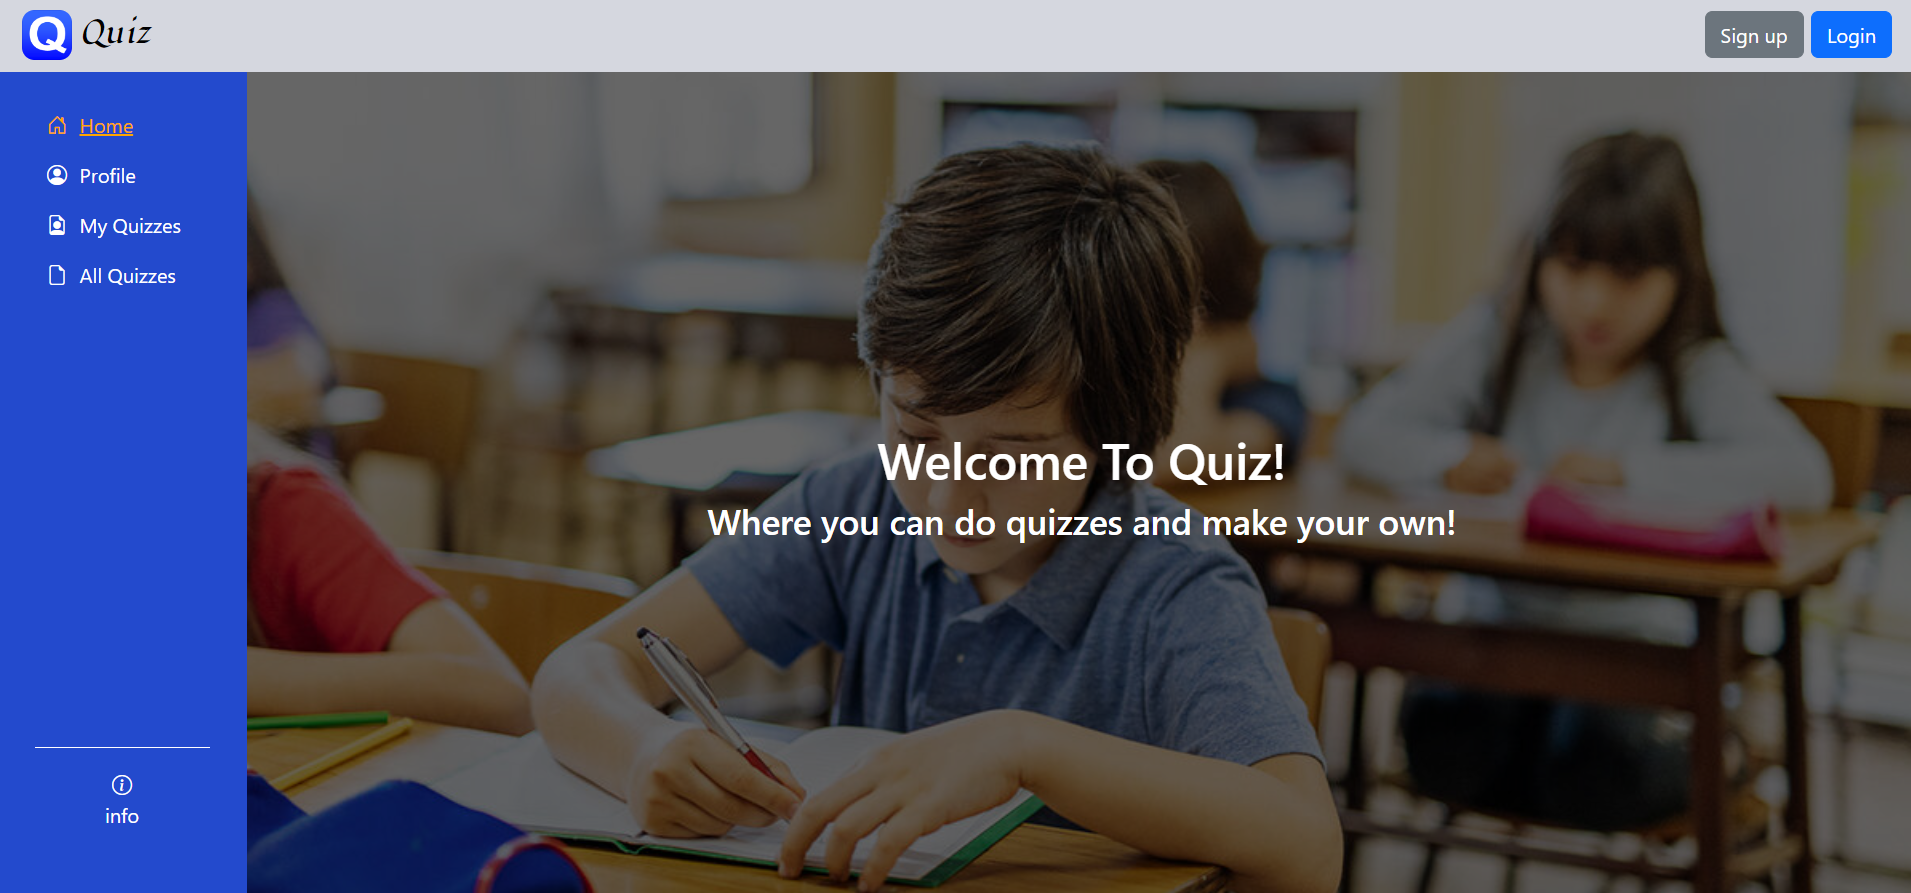 Q Quiz
Sign up
Login
Home
Profile
My Quizzes
All Quizzes
Welcome To Quiz!
Where you can do quizzes and make your own!
info